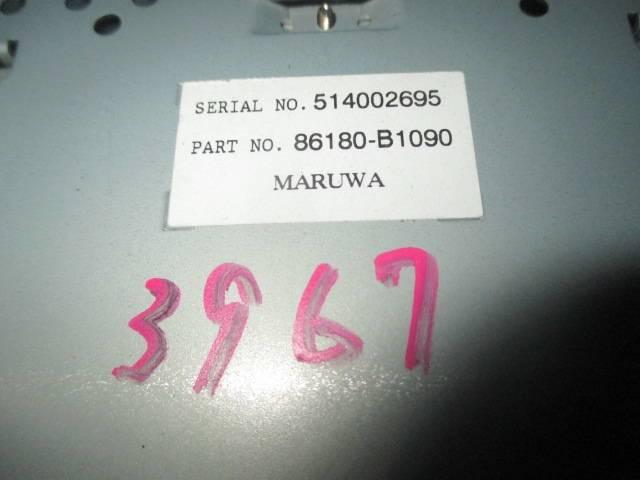 SERIAL NO. 514002695
PART NO. 86180-B1090
MARUWA
3967